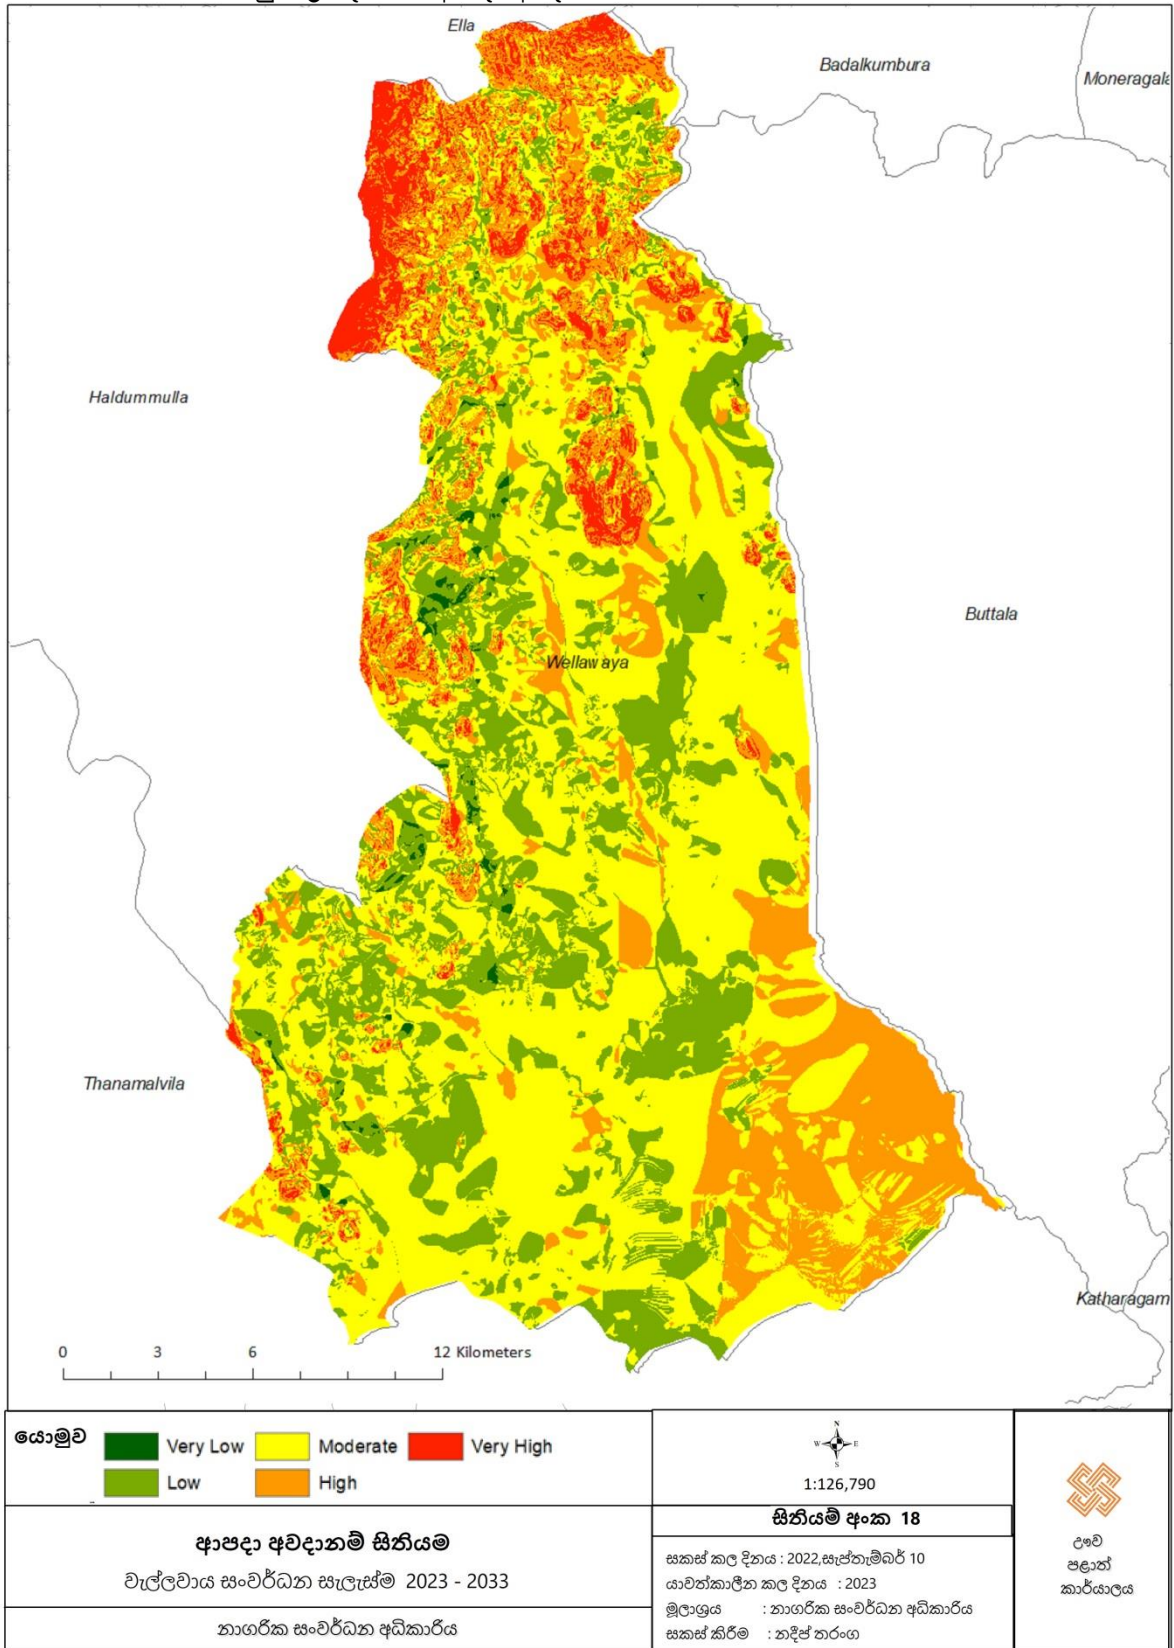 Ella
Badalkumbura
Moneragala
Haldummulla
Buttala
Wellawaya
Thanamalvila
Katharagam
0 3 6 12 Kilometers
යොමුව
Very Low Moderate Very High
Low High
N
W E
S
1:126,790
ආපදා අවදානම් සිතියම
වැල්ලවාය සංවර්ධන සැලැස්ම 2023 - 2033
නාගරික සංවර්ධන අධිකාරිය
සිතියම් අංක 18
සකස් කල දිනය : 2022,සැප්තැම්බර් 10
යාවත්කාලීන කල දිනය : 2023
මූලාශ්‍රය : නාගරික සංවර්ධන අධිකාරිය
සකස් කිරීම : නදීප් තරංග
ඌව
පළාත්
කාර්යාලය